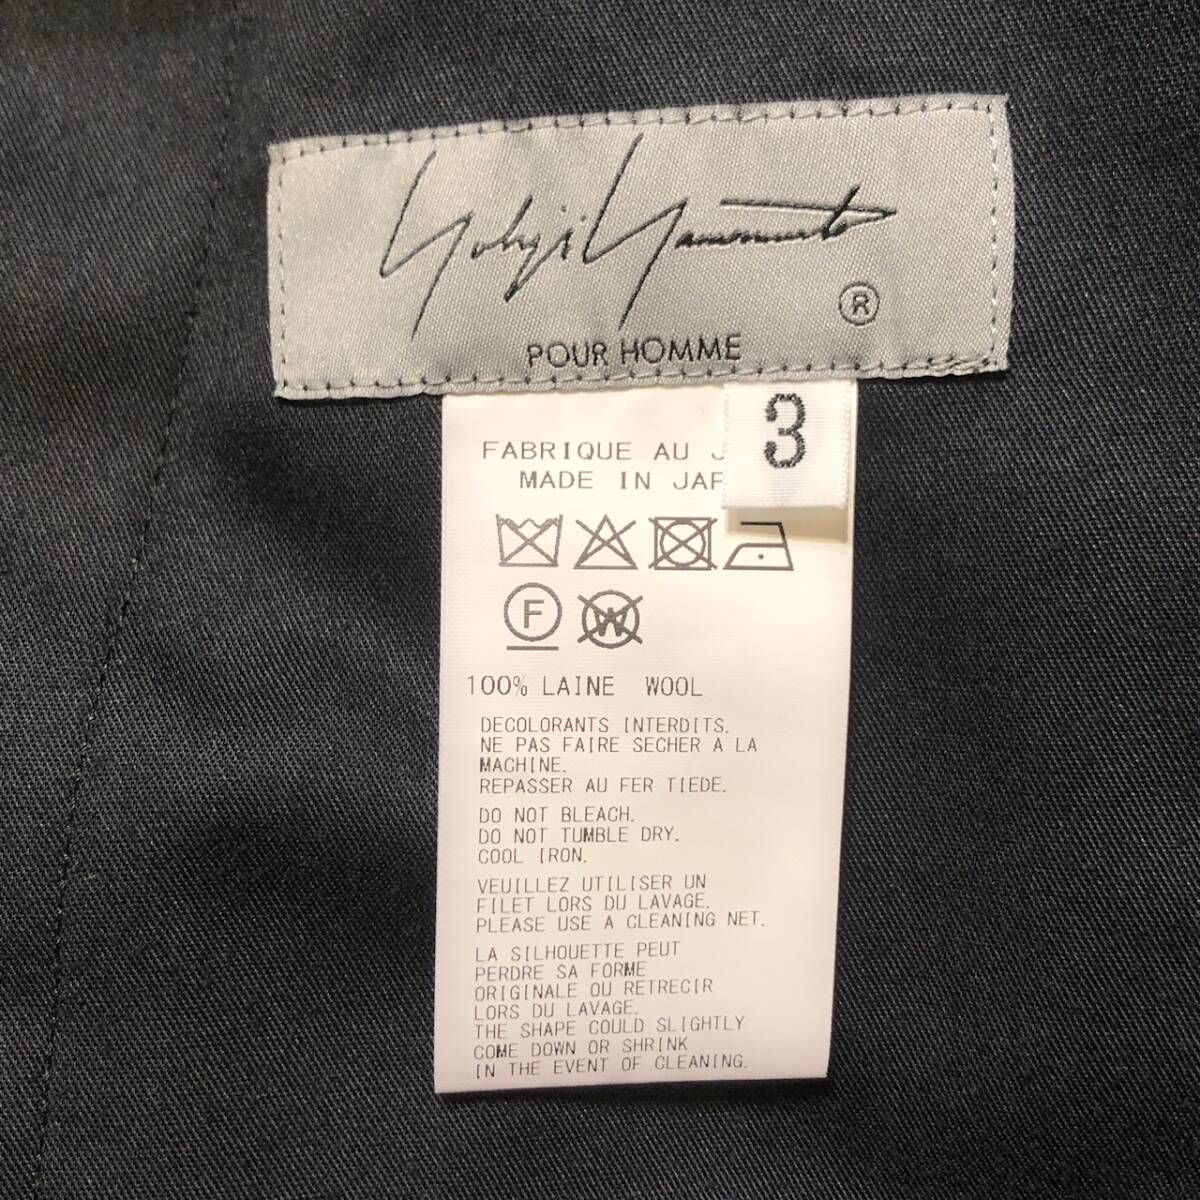 Yohji Yamamoto
®
POUR HOMME
3
FABRIQUE AU
MADE IN
F
W
100% LAINE WOOL
DECOLORANTS INTERDITS.
NE PAS FAIRE SECHER A LA
MACHINE.
REPASSER AU FER TIEDE.
DO NOT BLEACH.
DO NOT TUMBLE DRY.
COOL IRON.
VEUILLEZ UTILISER UN
FILET LORS DU LAVAGE.
PLEASE USE A CLEANING NET.
LA SILHOUETTE PEUT
PERDRE SA FORME
ORIGINALE OU RETRECIR
LORS DU LAVAGE.
THE SHAPE COULD SLIGHTLY
COME DOWN OR SHRINK
IN THE EVENT OF CLEANING.